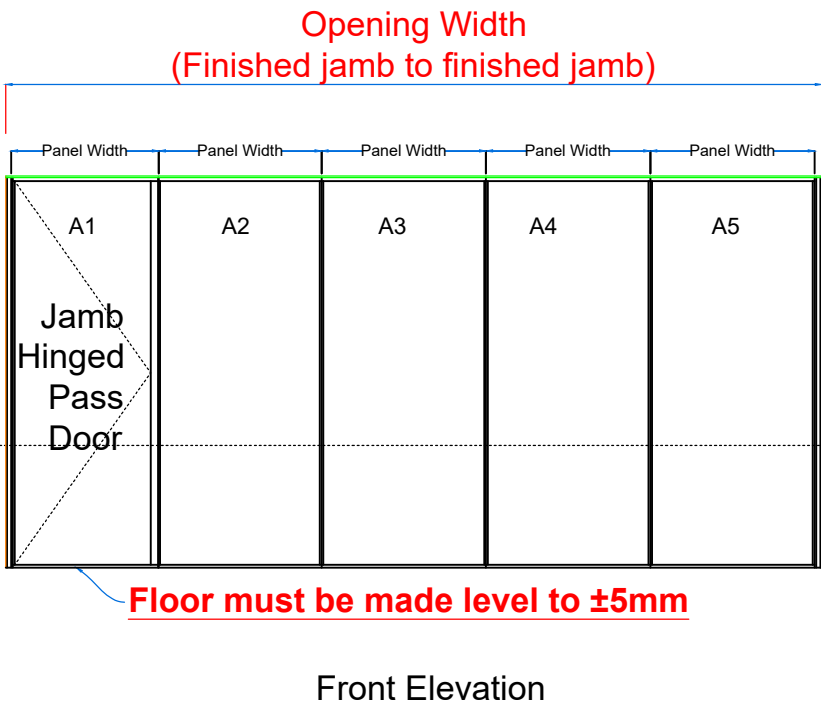 Opening Width
(Finished jamb to finished jamb)
Panel Width Panel Width Panel Width Panel Width Panel Width
A1 A2 A3 A4 A5
Jamb
Hinged
Pass
Door
Floor must be made level to ±5mm
Front Elevation